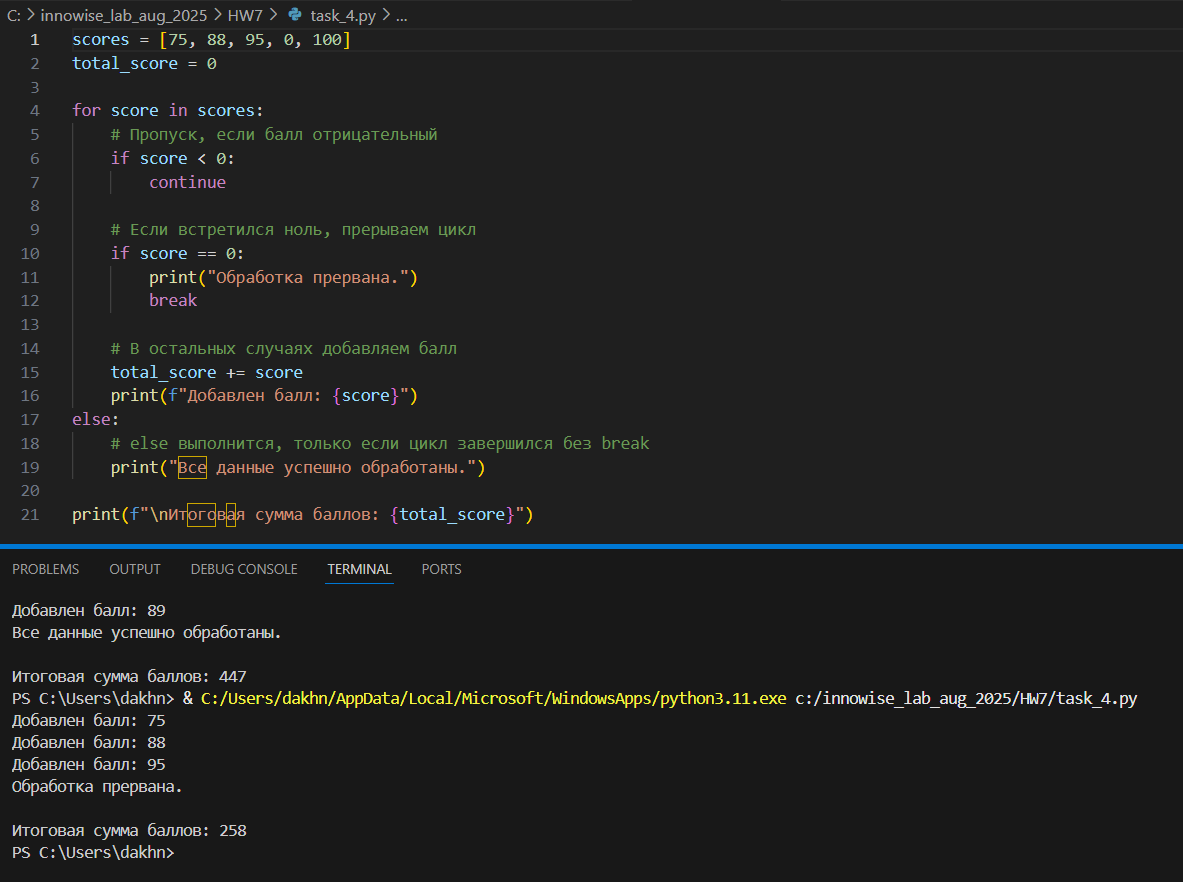 C: > innowise_lab_aug_2025 > HW7 > task_4.py > ...
1 scores = [75, 88, 95, 0, 100]
2 total_score = 0
3
4 for score in scores:
5     # Пропуск, если балл отрицательный
6     if score < 0:
7         continue
8
9     # Если встретился ноль, прерываем цикл
10     if score == 0:
11         print("Обработка прервана.")
12         break
13
14     # В остальных случаях добавляем балл
15     total_score += score
16     print(f"Добавлен балл: {score}")
17 else:
18     # else выполнится, только если цикл завершился без break
19     print("Все данные успешно обработаны.")
20
21 print(f"\nИтоговая сумма баллов: {total_score}")
PROBLEMS OUTPUT DEBUG CONSOLE TERMINAL PORTS
Добавлен балл: 89
Все данные успешно обработаны.
Итоговая сумма баллов: 447
PS C:\Users\dakhn> & C:/Users/dakhn/AppData/Local/Microsoft/WindowsApps/python3.11.exe c:/innowise_lab_aug_2025/HW7/task_4.py
Добавлен балл: 75
Добавлен балл: 88
Добавлен балл: 95
Обработка прервана.
Итоговая сумма баллов: 258
PS C:\Users\dakhn>